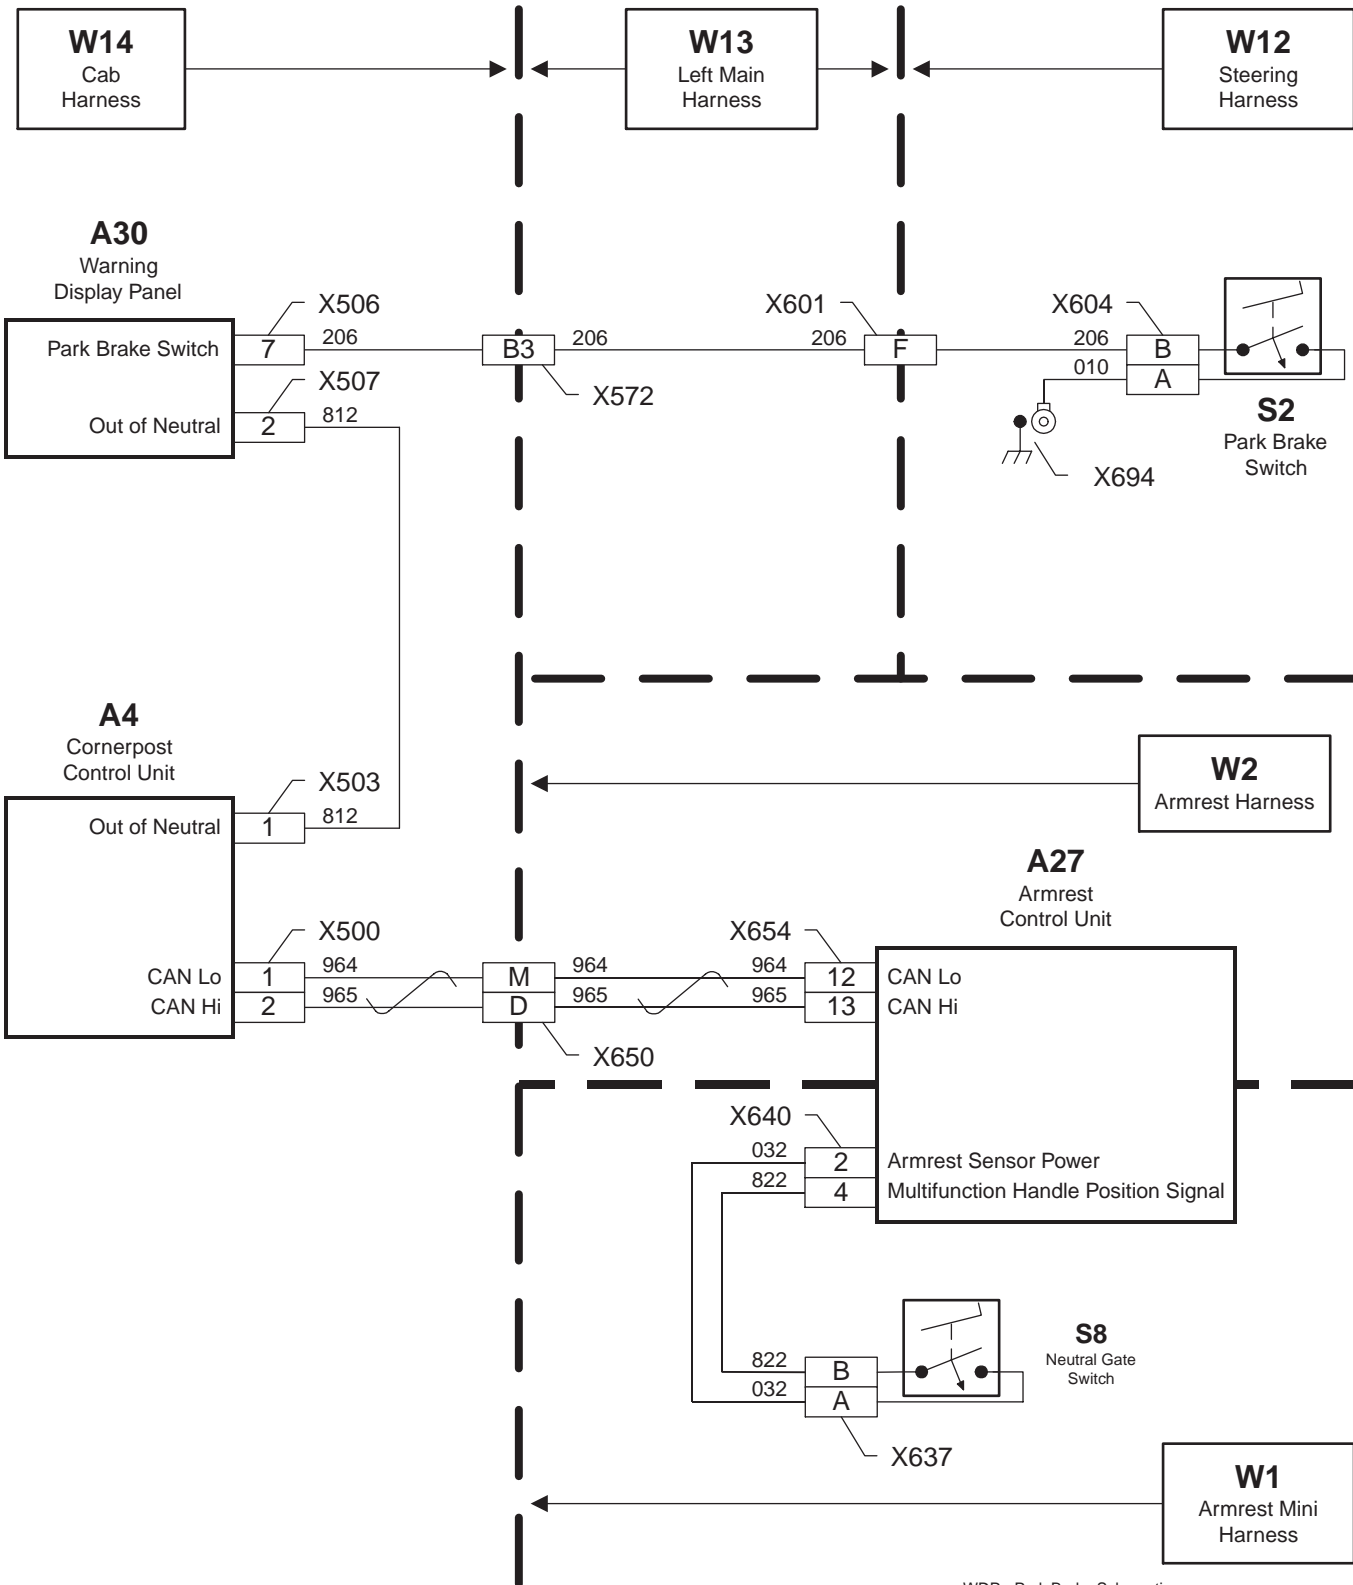 W14
Cab
Harness
W13
Left Main
Harness
W12
Steering
Harness
A30
Warning
Display Panel
X506
X601
X604
Park Brake Switch
7
206
B3
206
206
F
206
B
010
A
X507
X572
Out of Neutral
2
812
S2
Park Brake
Switch
X694
A4
Cornerpost
Control Unit
W2
Armrest Harness
X503
Out of Neutral
1
812
A27
Armrest
Control Unit
X500
X654
CAN Lo
1
964
M
964
964
12
CAN Lo
CAN Hi
2
965
D
965
965
13
CAN Hi
X650
X640
032
2
Armrest Sensor Power
822
4
Multifunction Handle Position Signal
S8
Neutral Gate
Switch
822
B
032
A
X637
W1
Armrest Mini
Harness